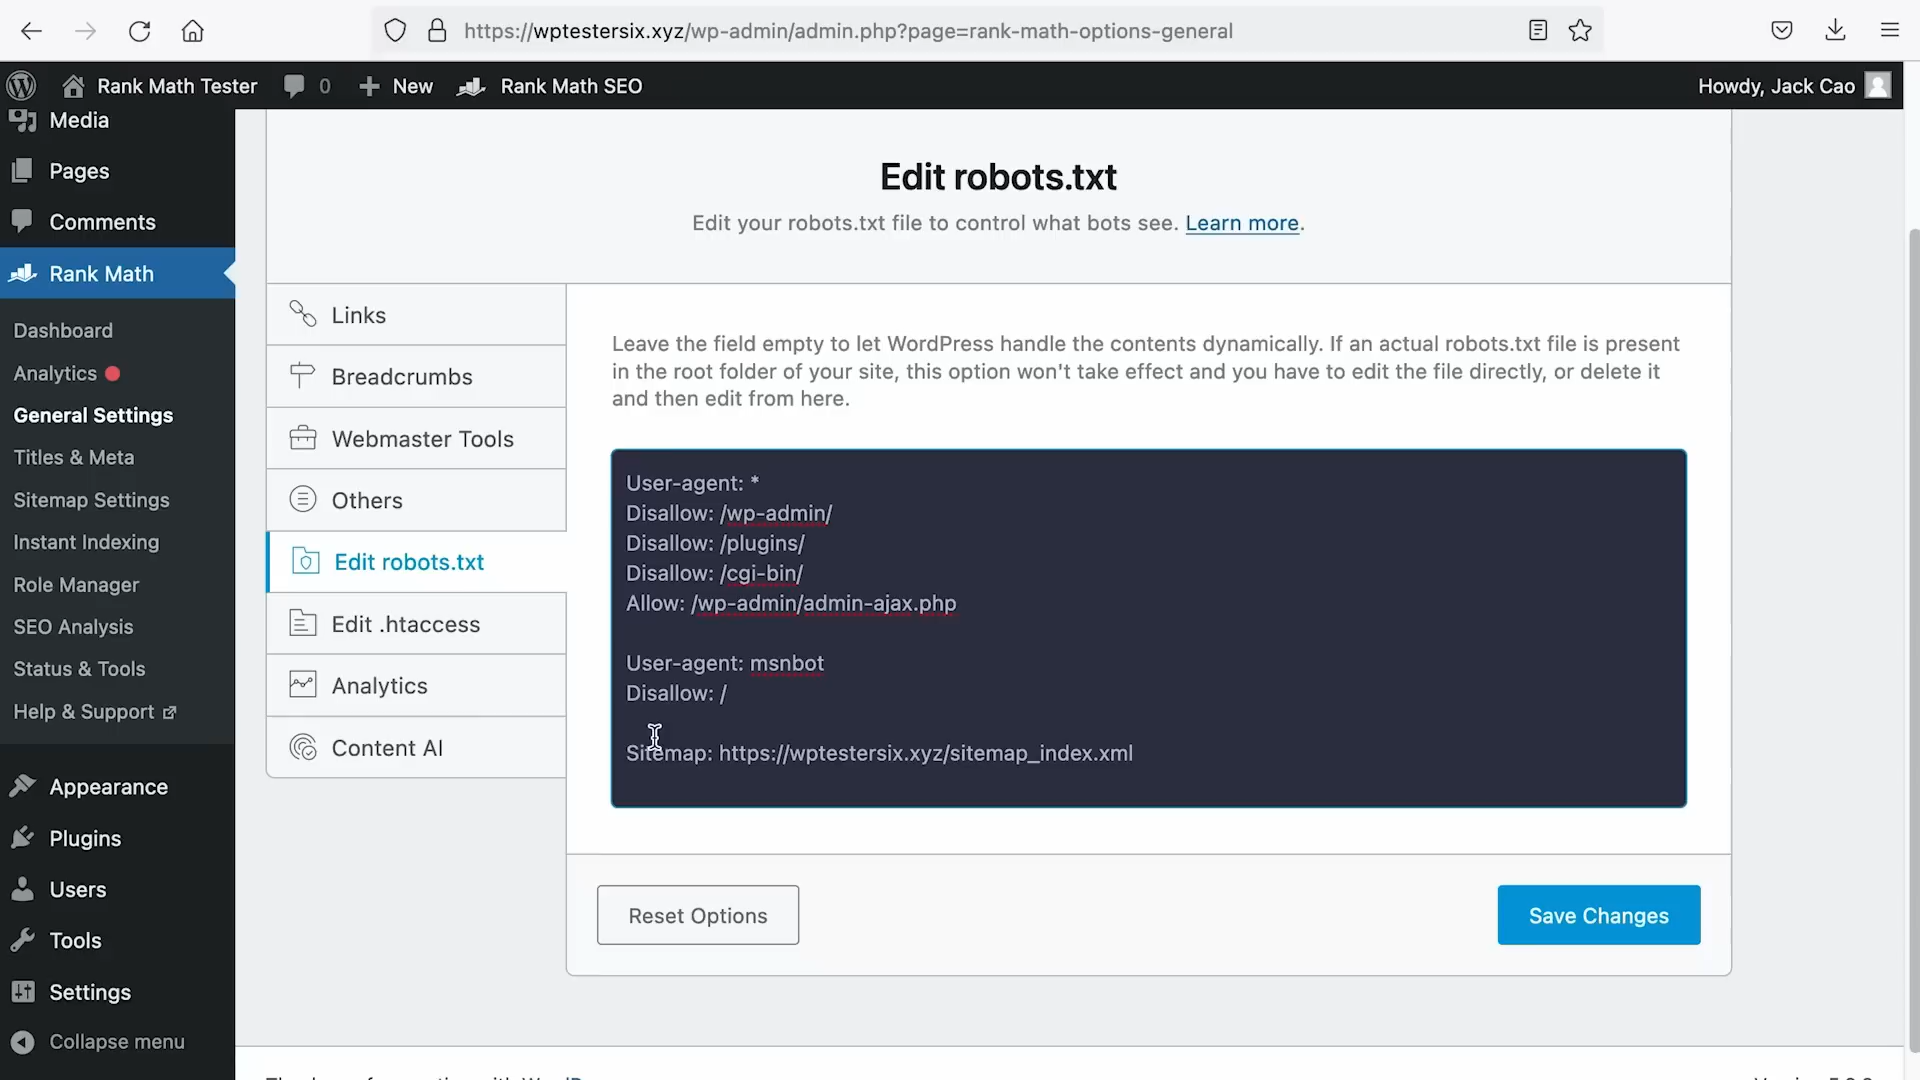 https://wptestersix.xyz/wp-admin/admin.php?page=rank-math-options-general
Rank Math Tester
0
New
Rank Math SEO
Howdy, Jack Cao
Media
Pages
Comments
Rank Math
Dashboard
Analytics
General Settings
Titles & Meta
Sitemap Settings
Instant Indexing
Role Manager
SEO Analysis
Status & Tools
Help & Support
Appearance
Plugins
Users
Tools
Settings
Collapse menu
Edit robots.txt
Edit your robots.txt file to control what bots see. Learn more.
Links
Breadcrumbs
Webmaster Tools
Others
Edit robots.txt
Edit .htaccess
Analytics
Content AI
Leave the field empty to let WordPress handle the contents dynamically. If an actual robots.txt file is present
in the root folder of your site, this option won't take effect and you have to edit the file directly, or delete it
and then edit from here.
User-agent: *
Disallow: /wp-admin/
Disallow: /plugins/
Disallow: /cgi-bin/
Allow: /wp-admin/admin-ajax.php
User-agent: msnbot
Disallow: /
Sitemap: https://wptestersix.xyz/sitemap_index.xml
Reset Options
Save Changes